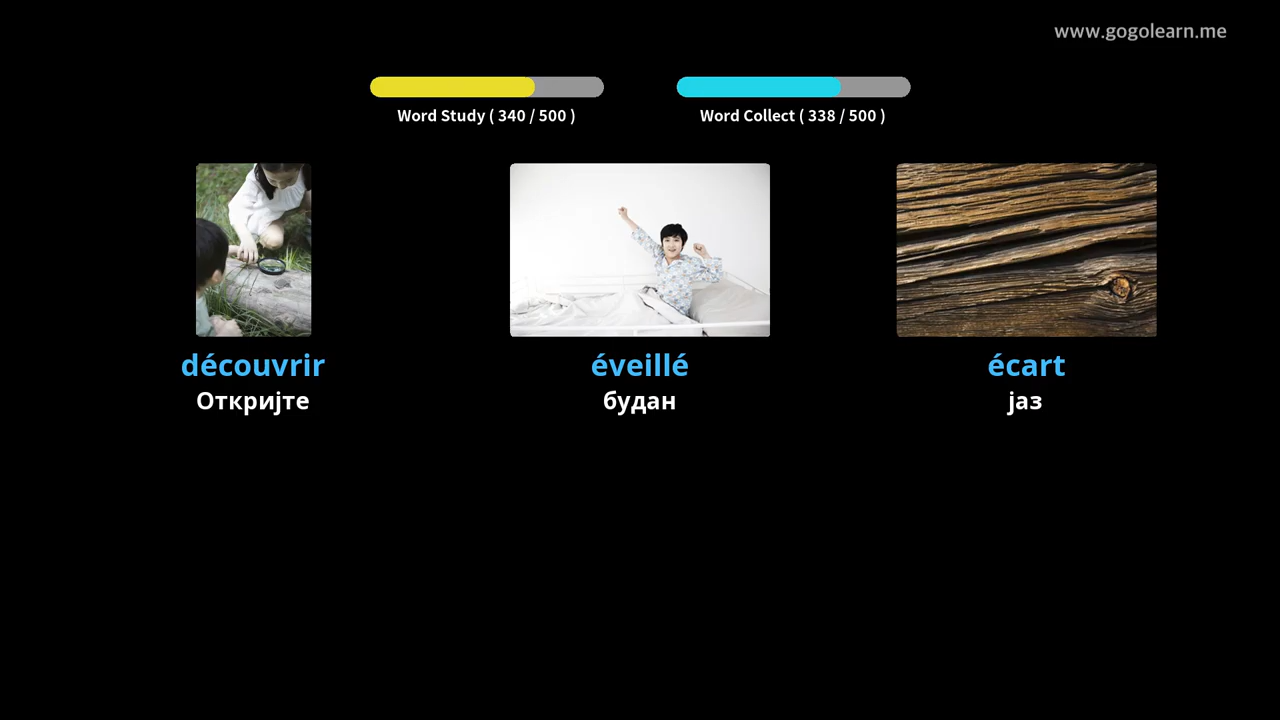 www.gogolearn.me
Word Study ( 340 / 500 )
Word Collect ( 338 / 500 )
découvrir
Откријте
éveillé
будан
écart
јаз